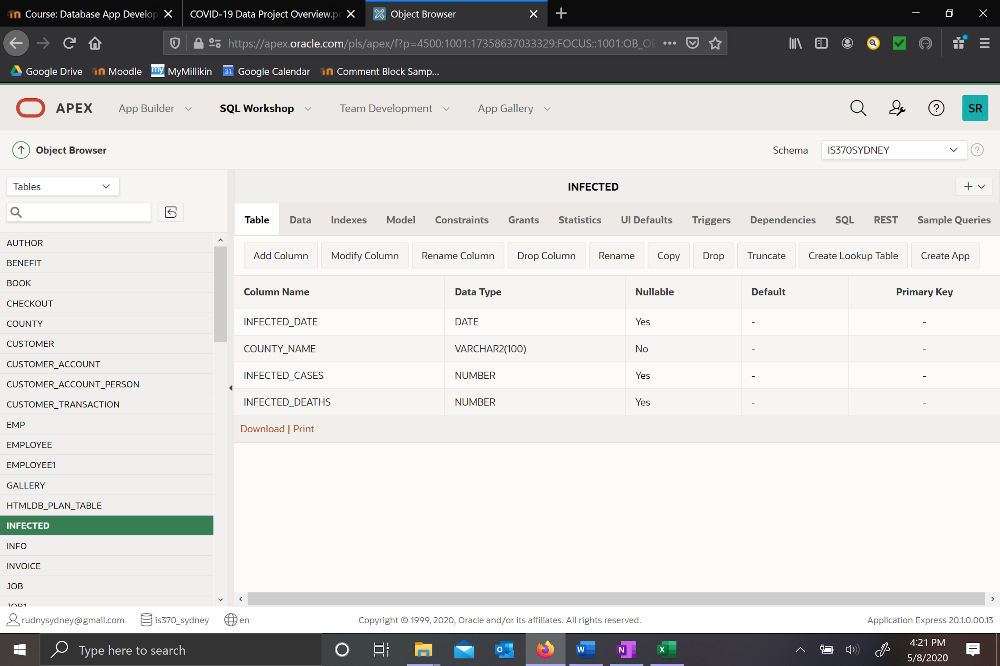 Course: Database App Develop
COVID-19 Data Project Overview.pd
Object Browser
https://apex.oracle.com/pls/apex/f?p=4500:1001:17358637033329:FOCUS::1001:OB_OB
Google Drive
Moodle
my MyMillikin
31 Google Calendar
Comment Block Samp...
APEX
App Builder
SQL Workshop
Team Development
App Gallery
?
SR
Object Browser
Schema
IS370SYDNEY
?
Tables
INFECTED
Table Data Indexes Model Constraints Grants Statistics UI Defaults Triggers Dependencies SQL REST Sample Queries
Add Column Modify Column Rename Column Drop Column Rename Copy Drop Truncate Create Lookup Table Create App
Column Name Data Type Nullable Default Primary Key
INFECTED_DATE DATE Yes - -
COUNTY_NAME VARCHAR2(100) No - -
INFECTED_CASES NUMBER Yes - -
INFECTED_DEATHS NUMBER Yes - -
Download | Print
AUTHOR
BENEFIT
BOOK
CHECKOUT
COUNTY
CUSTOMER
CUSTOMER_ACCOUNT
CUSTOMER_ACCOUNT_PERSON
CUSTOMER_TRANSACTION
EMP
EMPLOYEE
EMPLOYEE1
GALLERY
HTMLDB_PLAN_TABLE
INFECTED
INFO
INVOICE
JOB
JOB1
rudnysydney@gmail.com
is370_sydney
en
Copyright © 1999, 2020, Oracle and/or its affiliates. All rights reserved.
Application Express 20.1.0.00.13
Type here to search
O
W
N
X
4:21 PM
5/8/2020